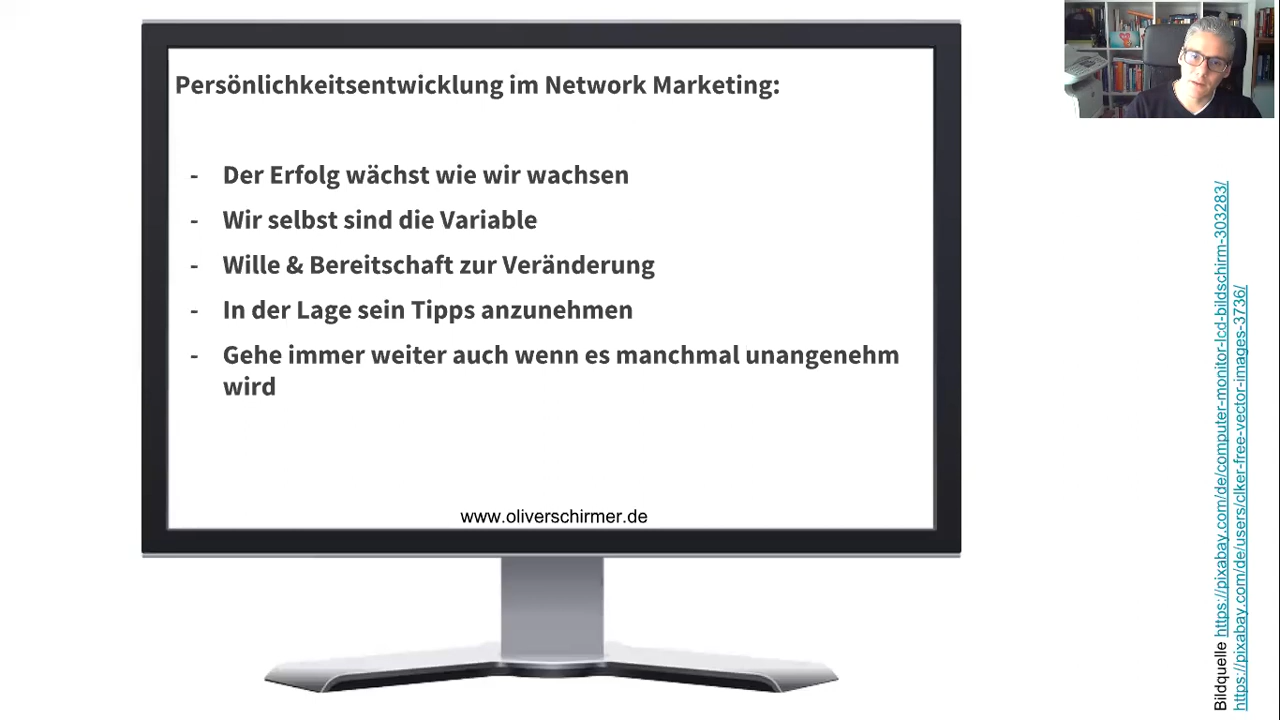 Persönlichkeitsentwicklung im Network Marketing:
- Der Erfolg wächst wie wir wachsen
- Wir selbst sind die Variable
- Wille & Bereitschaft zur Veränderung
- In der Lage sein Tipps anzunehmen
- Gehe immer weiter auch wenn es manchmal unangenehm
wird
www.oliverschirmer.de
Bildquelle https://pixabay.com/de/computer-monitor-lcd-bildschirm-303283/
https://pixabay.com/de/users/clker-free-vector-images-3736/